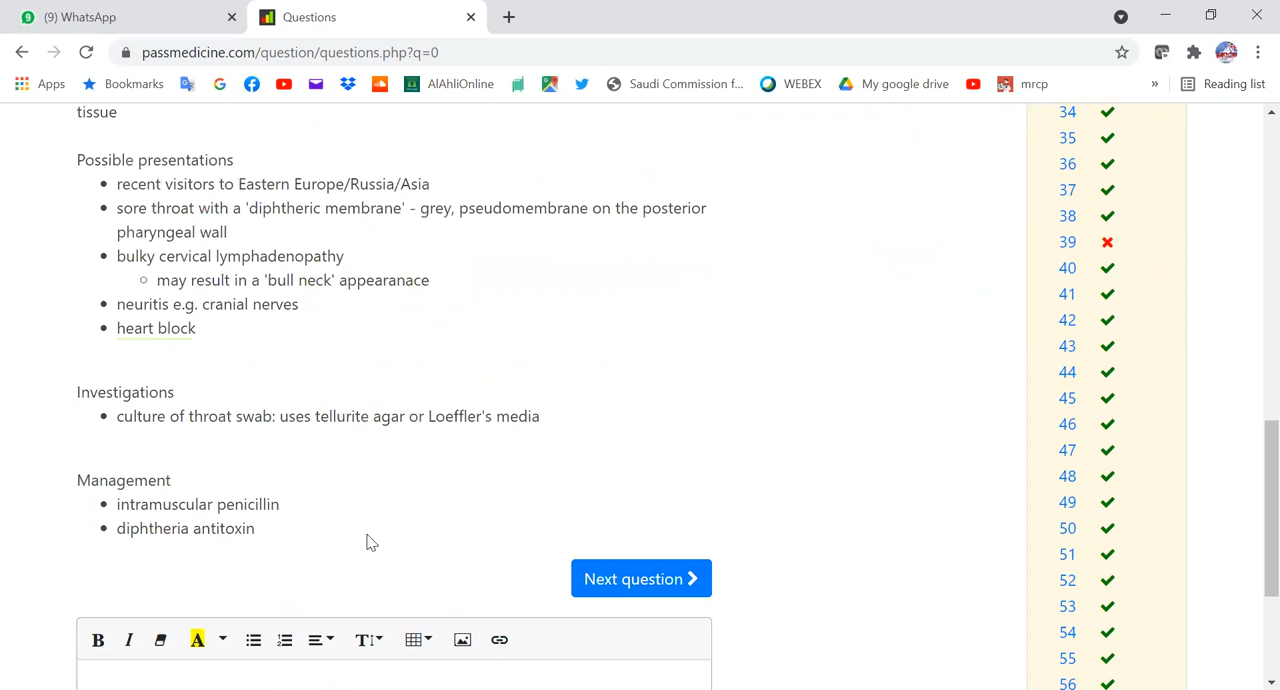 (9) WhatsApp
Questions
passmedicine.com/question/questions.php?q=0
Apps Bookmarks AlAhliOnline Saudi Commission f... WEBEX My google drive mrcp » Reading list
tissue
Possible presentations
recent visitors to Eastern Europe/Russia/Asia
sore throat with a 'diphtheric membrane' - grey, pseudomembrane on the posterior
pharyngeal wall
bulky cervical lymphadenopathy
may result in a 'bull neck' appearanace
neuritis e.g. cranial nerves
heart block
Investigations
culture of throat swab: uses tellurite agar or Loeffler's media
Management
intramuscular penicillin
diphtheria antitoxin
Next question
B I A T
34
35
36
37
38
39
40
41
42
43
44
45
46
47
48
49
50
51
52
53
54
55
56